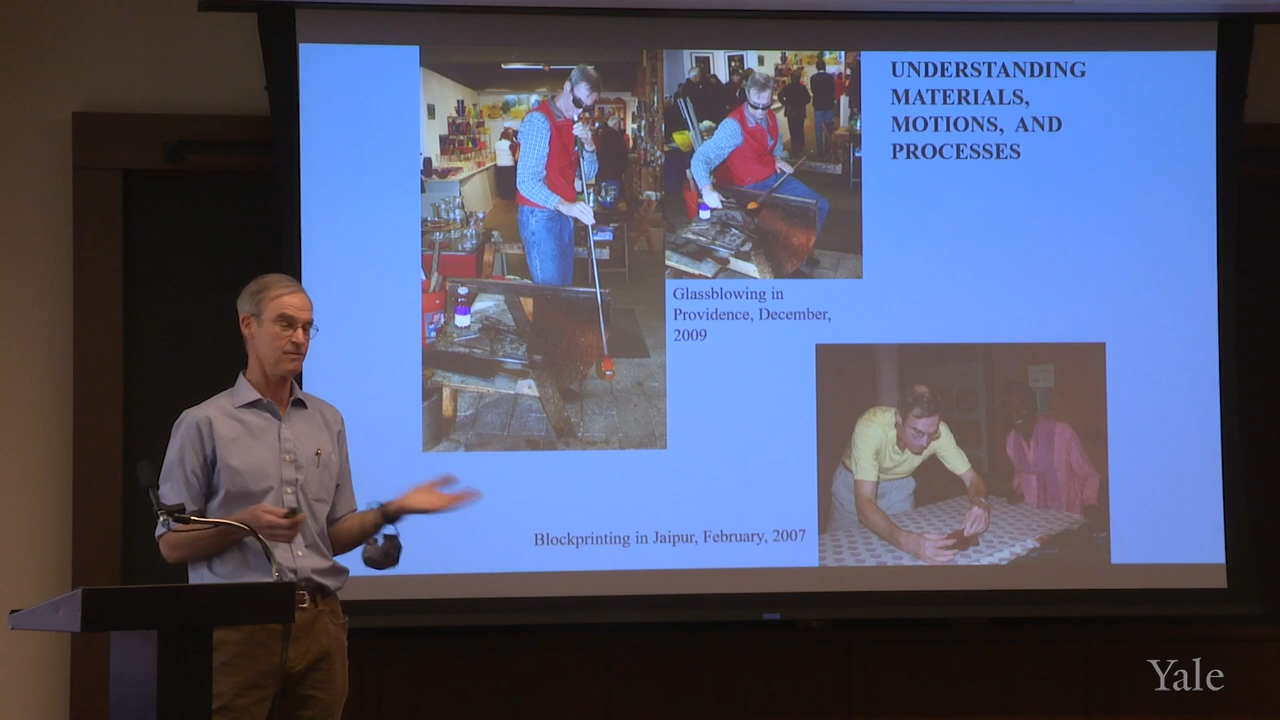 UNDERSTANDING
MATERIALS,
MOTIONS, AND
PROCESSES
Glassblowing in
Providence, December,
2009
Blockprinting in Jaipur, February, 2007
Yale